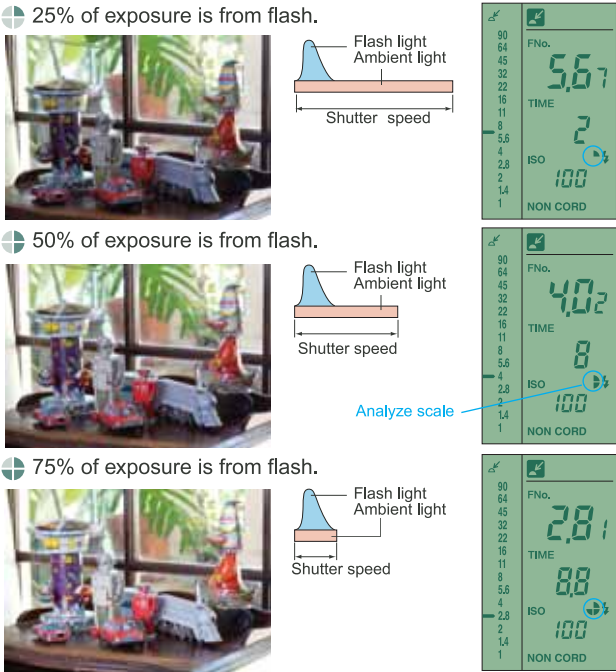 25% of exposure is from flash.
Flash light
Ambient light
Shutter speed
90
64
45
32
22
16
11
8
5.6
4
2.8
2
1.4
1
FNo.
5.6 7
TIME
2
ISO
100
NON CORD
50% of exposure is from flash.
Flash light
Ambient light
Shutter speed
Analyze scale
90
64
45
32
22
16
11
8
5.6
4
2.8
2
1.4
1
FNo.
4.0 2
TIME
8
ISO
100
NON CORD
75% of exposure is from flash.
Flash light
Ambient light
Shutter speed
90
64
45
32
22
16
11
8
5.6
4
2.8
2
1.4
1
FNo.
2.8 1
TIME
8.8
ISO
100
NON CORD